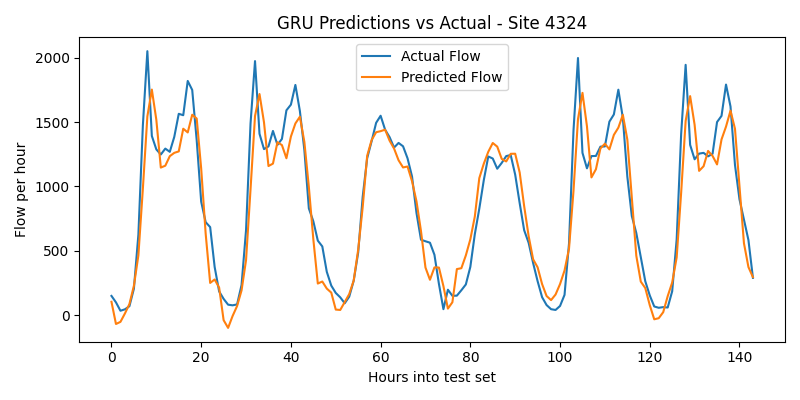 GRU Predictions vs Actual - Site 4324
Actual Flow
Predicted Flow
Flow per hour
2000
1500
1000
500
0
0 20 40 60 80 100 120 140
Hours into test set